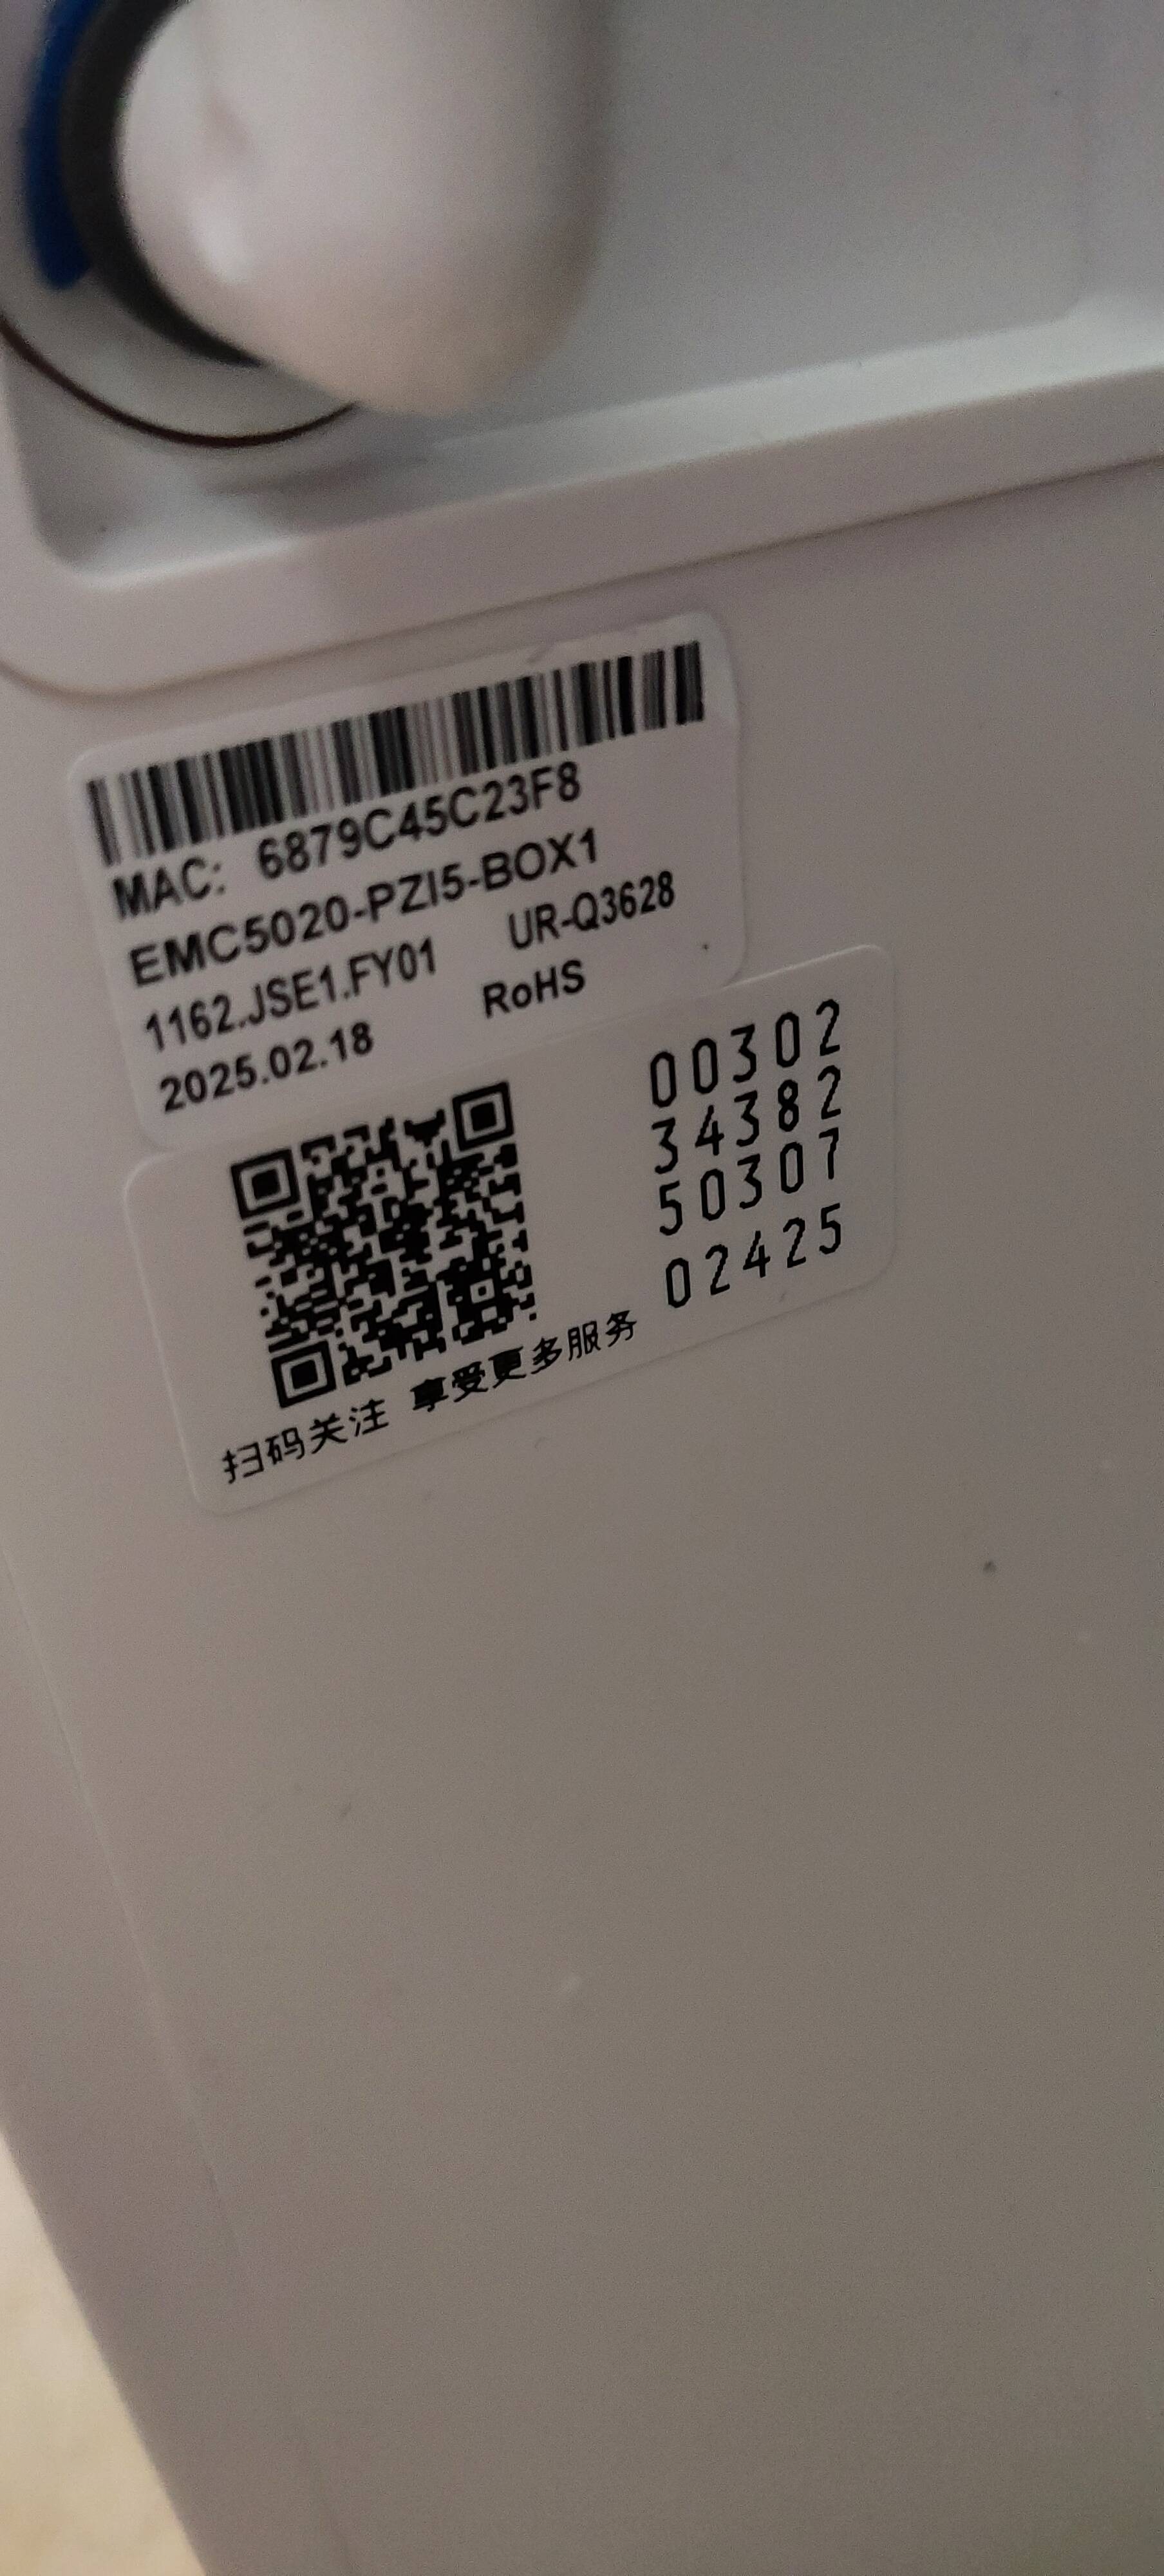 MAC: 6879C45C23F8
EMC5020-PZI5-BOX1
1162.JSE1.FY01 UR-Q3628
2025.02.18 RoHS
00302
34382
50307
02425
扫码关注 享受更多服务